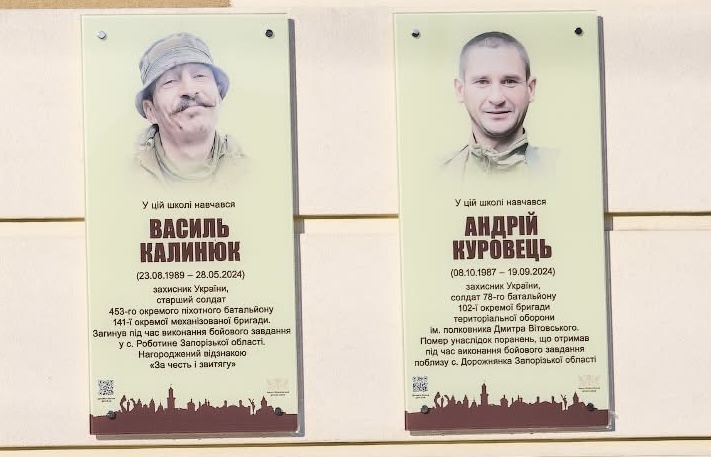 У цій школі навчався
ВАСИЛЬ
КАЛИНЮК
(23.08.1989 – 28.05.2024)
захисник України,
старший солдат
453-го окремого піхотного батальйону
141-ї окремої механізованої бригади.
Загинув під час виконання бойового завдання
у с. Роботине Запорізької області.
Нагороджений відзнакою
«За честь і звитягу»
У цій школі навчався
АНДРІЙ
КУРОВЕЦЬ
(08.10.1987 – 19.09.2024)
захисник України,
солдат 78-го батальйону
102-ї окремої бригади
територіальної оборони
ім. полковника Дмитра Вітовського.
Помер унаслідок поранень, що отримав
під час виконання бойового завдання
поблизу с. Дорожнянка Запорізької області